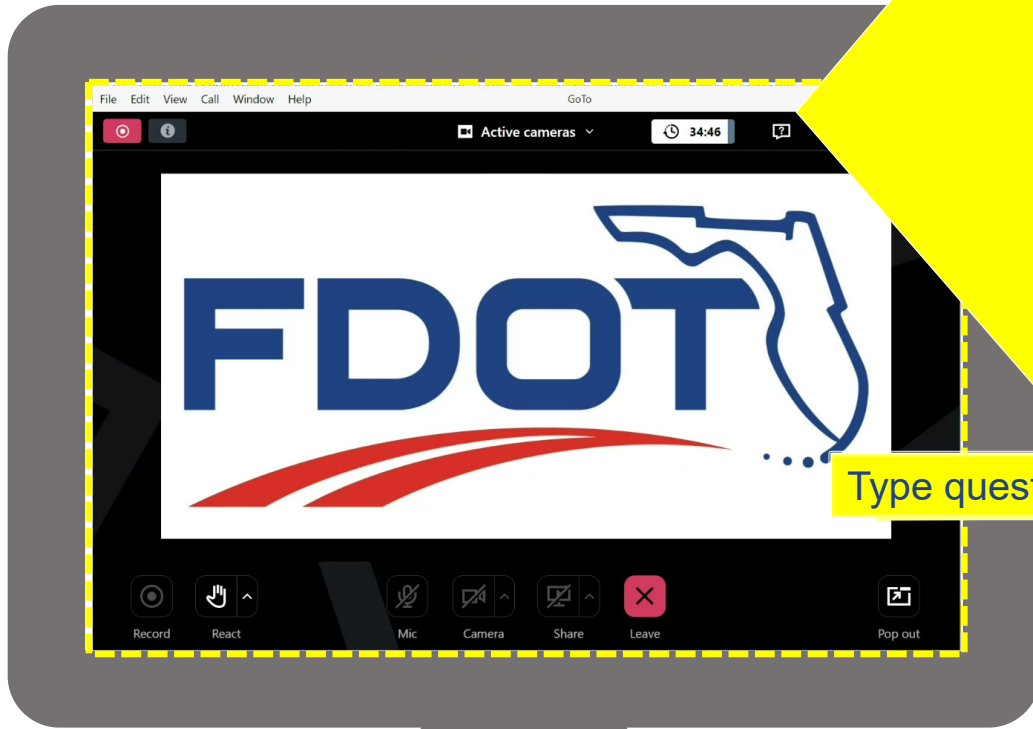 File Edit View Call Window Help GoTo
Active cameras 34:46
FDOT
Type
Record React Mic Camera Share Leave Pop out